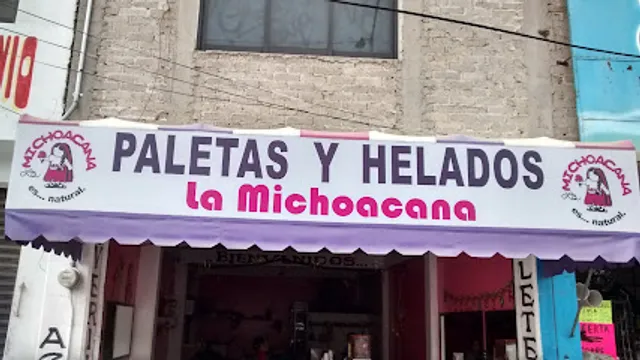 MICHOACANA
es... natural.
PALETAS Y HELADOS
La Michoacana
MICHOACANA
es... natural.
BIENVENIDOS...